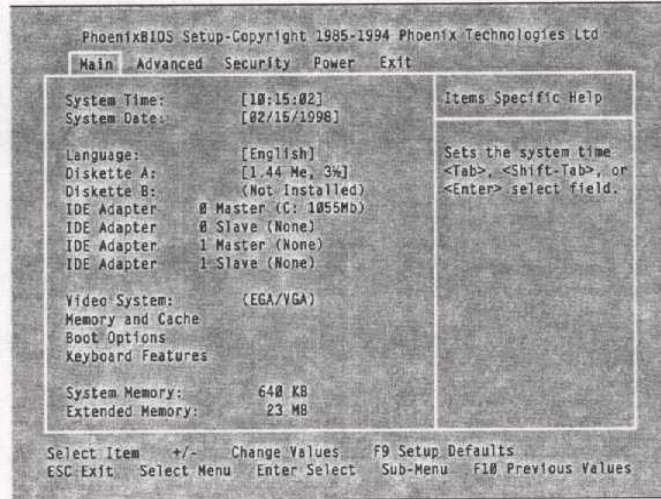 PhoenixBIOS Setup-Copyright 1985-1994 Phoenix Technologies Ltd
Main Advanced Security Power Exit
System Time: [10:15:02]
System Date: [02/15/1998]
Language: [English]
Diskette A: [1.44 Me, 3½]
Diskette B: (Not Installed)
IDE Adapter 0 Master (C: 1055Mb)
IDE Adapter 0 Slave (None)
IDE Adapter 1 Master (None)
IDE Adapter 1 Slave (None)
Video System: (EGA/VGA)
Memory and Cache
Boot Options
Keyboard Features
System Memory: 640 KB
Extended Memory: 23 MB
Items Specific Help
Sets the system time
<Tab>, <Shift-Tab>, or
<Enter> select field.
Select Item +/- Change Values F9 Setup Defaults
ESC Exit Select Menu Enter Select Sub-Menu F10 Previous Values